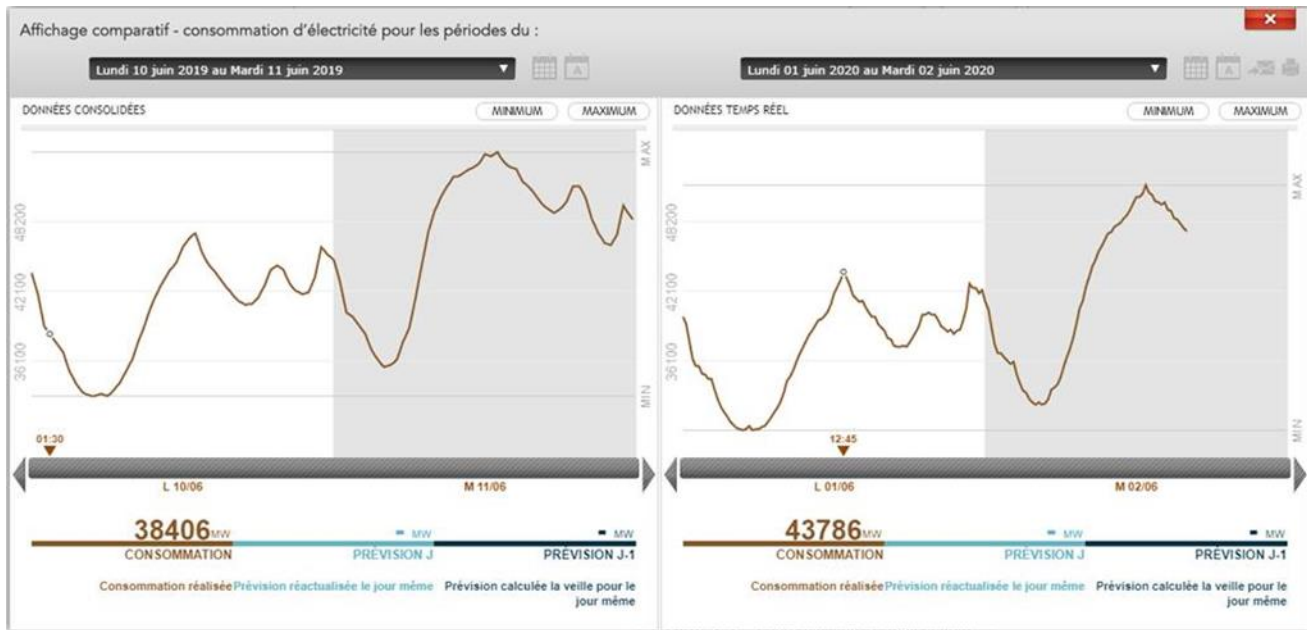 Affichage comparatif - consommation d'électricité pour les périodes du :
Lundi 10 juin 2019 au Mardi 11 juin 2019
A
Lundi 01 juin 2020 au Mardi 02 juin 2020
A
DONNÉES CONSOLIDÉES
MINIMUM
MAXIMUM
48200
42100
36100
MAX
MIN
01:30
L 10/06
M 11/06
38406MW
- MW
- MW
CONSOMMATION
PRÉVISION J
PRÉVISION J-1
Consommation réalisée
Prévision réactualisée le jour même
Prévision calculée la veille pour le
jour même
DONNÉES TEMPS RÉEL
MINIMUM
MAXIMUM
48200
42100
36100
MAX
MIN
12:45
L 01/06
M 02/06
43786MW
- MW
- MW
CONSOMMATION
PRÉVISION J
PRÉVISION J-1
Consommation réalisée
Prévision réactualisée le jour même
Prévision calculée la veille pour le
jour même